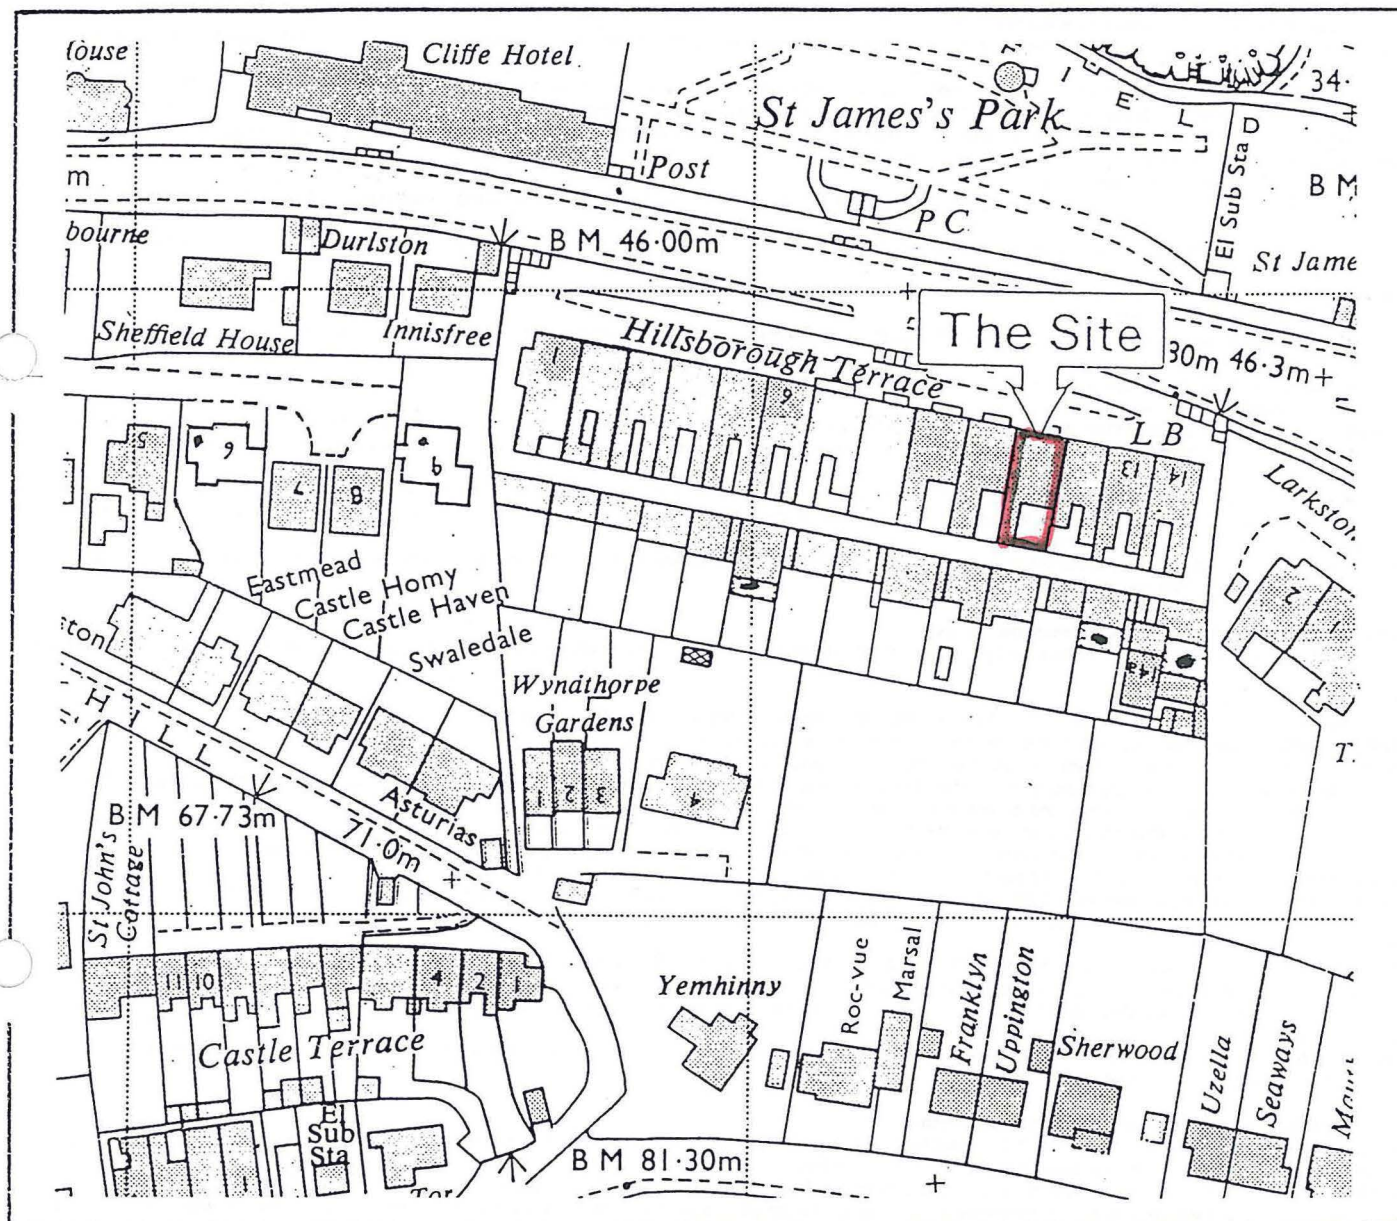 Cliffe Hotel
St James's Park
34·
I E L D
El Sub Sta
Post
P C
B M
m
bourne
Durlston
B M 46·00m
St Jame
Sheffield House
Innisfree
Hillsborough Terrace
The Site
30m 46·3m+
L B
1
6
13
14
5
6
7
8
9
Larkston
2
1
Eastmead
Castle Homy
Castle Haven
Swaledale
14a
ston
HILL
Wyndthorpe
Gardens
1
2
3
4
T.
B M 67·73m
71·0m
Asturias
St John's
Cottage
11
10
4
2
1
Castle Terrace
Yemhinny
Roc-vue
Marsal
Franklyn
Uppington
Sherwood
Uzella
Seaways
El
Sub
Sta
B M 81·30m